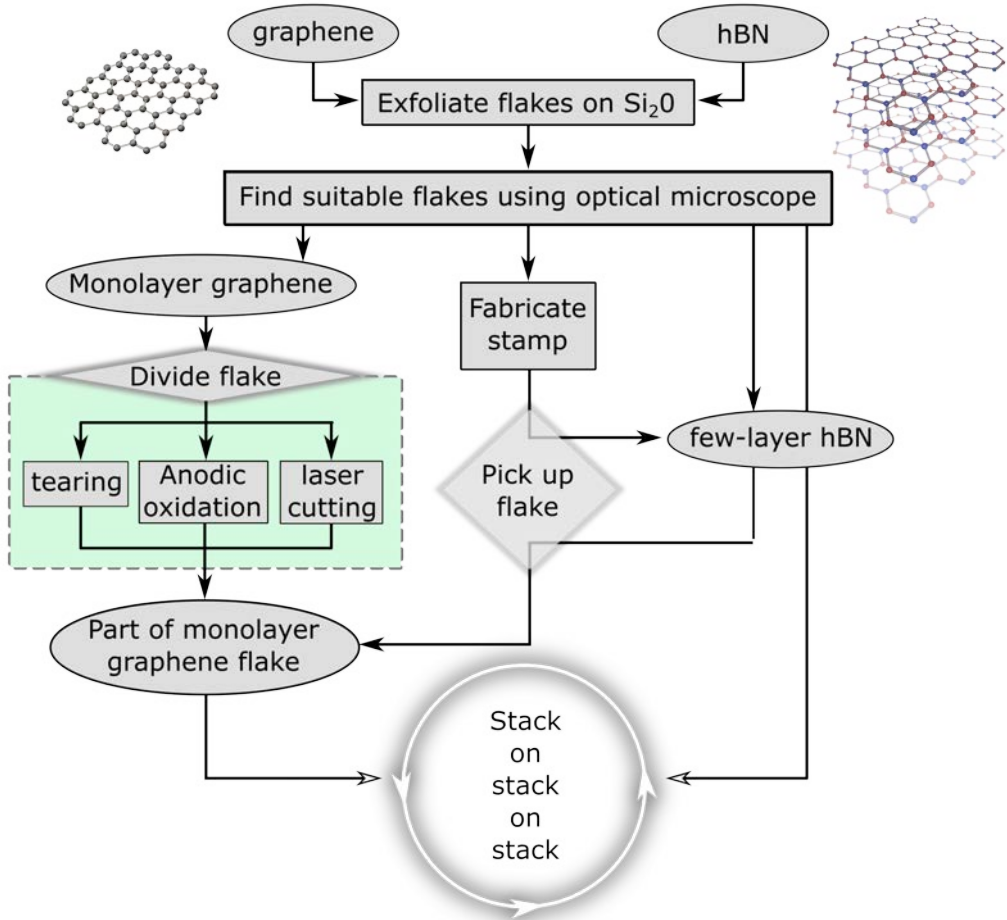 graphene
hBN
Exfoliate flakes on Si₂0
Find suitable flakes using optical microscope
Monolayer graphene
Fabricate
stamp
Divide flake
few-layer hBN
tearing
Anodic
oxidation
laser
cutting
Pick up
flake
Part of monolayer
graphene flake
Stack
on
stack
on
stack